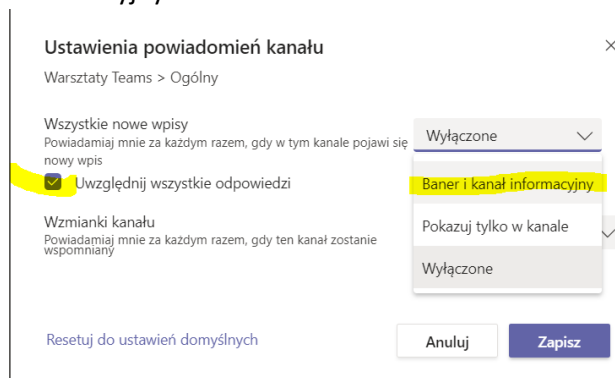 Ustawienia powiadomień kanału
Warsztaty Teams > Ogólny
Wszystkie nowe wpisy
Powiadamiaj mnie za każdym razem, gdy w tym kanale pojawi się
nowy wpis
Wyłączone
Uwzględnij wszystkie odpowiedzi
Baner i kanał informacyjny
Wzmianki kanału
Powiadamiaj mnie za każdym razem, gdy ten kanał zostanie
wspomniany
Pokazuj tylko w kanale
Wyłączone
Resetuj do ustawień domyślnych
Anuluj
Zapisz